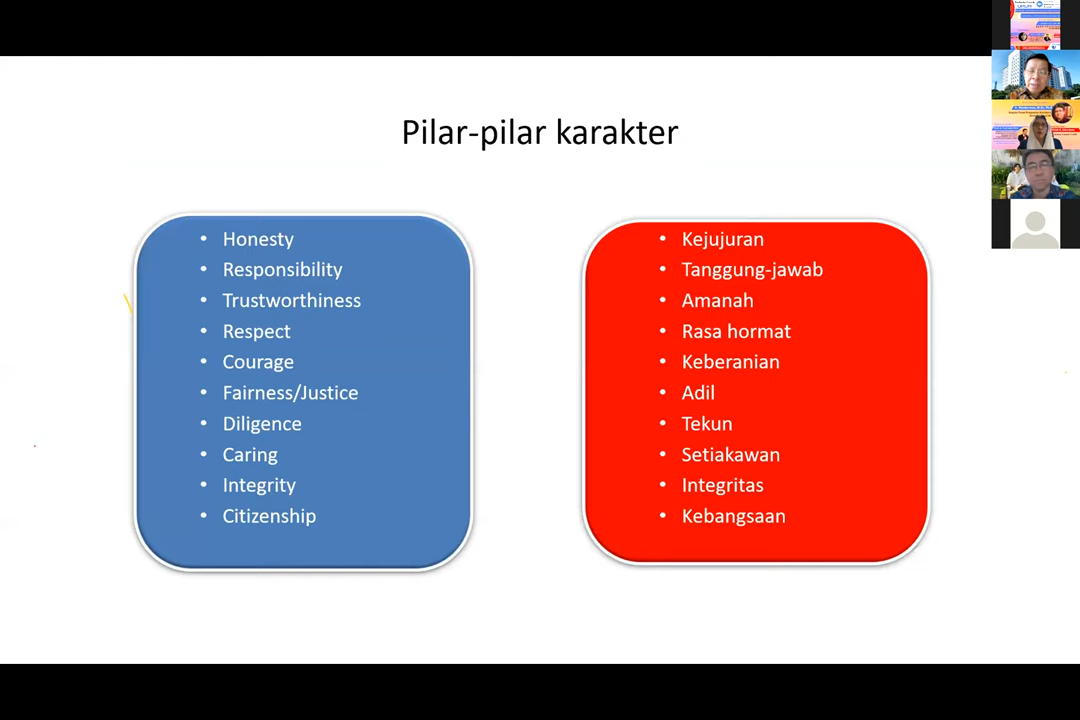 Pilar-pilar karakter
• Honesty
• Responsibility
• Trustworthiness
• Respect
• Courage
• Fairness/Justice
• Diligence
• Caring
• Integrity
• Citizenship
• Kejujuran
• Tanggung-jawab
• Amanah
• Rasa hormat
• Keberanian
• Adil
• Tekun
• Setiakawan
• Integritas
• Kebangsaan